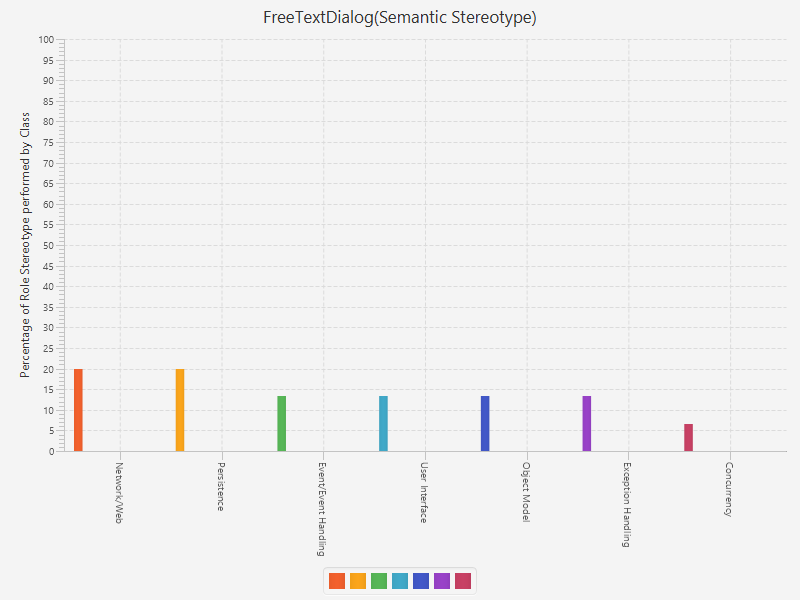 FreeTextDialog(Semantic Stereotype)
Percentage of Role Stereotype performed by Class
100
95
90
85
80
75
70
65
60
55
50
45
40
35
30
25
20
15
10
5
0
Network/Web
Persistence
Event/Event Handling
User Interface
Object Model
Exception Handling
Concurrency